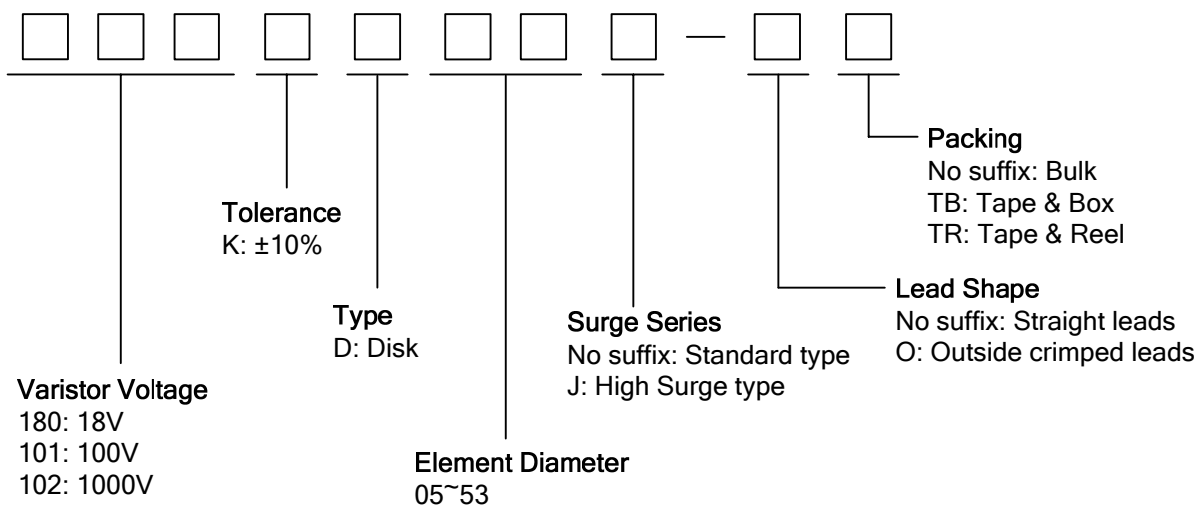 Packing
No suffix: Bulk
TB: Tape & Box
TR: Tape & Reel
Tolerance
K: ±10%
Lead Shape
No suffix: Straight leads
O: Outside crimped leads
Type
D: Disk
Surge Series
No suffix: Standard type
J: High Surge type
Varistor Voltage
180: 18V
101: 100V
102: 1000V
Element Diameter
05~53